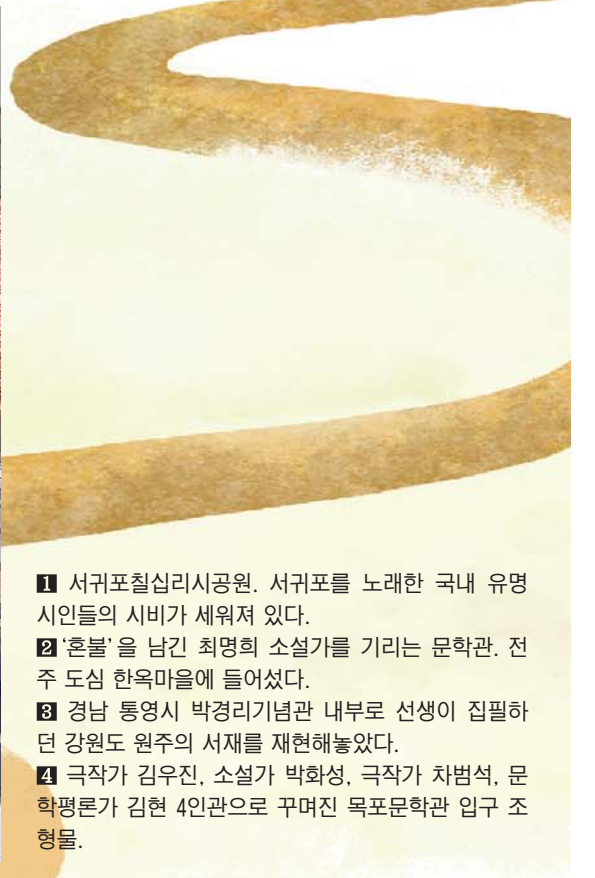 1 서귀포칠십리시공원. 서귀포를 노래한 국내 유명
시인들의 시비가 세워져 있다.
2 ‘혼불’을 남긴 최명희 소설가를 기리는 문학관. 전
주 도심 한옥마을에 들어섰다.
3 경남 통영시 박경리기념관 내부로 선생이 집필하
던 강원도 원주의 서재를 재현해놓았다.
4 극작가 김우진, 소설가 박화성, 극작가 차범석, 문
학평론가 김현 4인관으로 꾸며진 목포문학관 입구 조
형물.